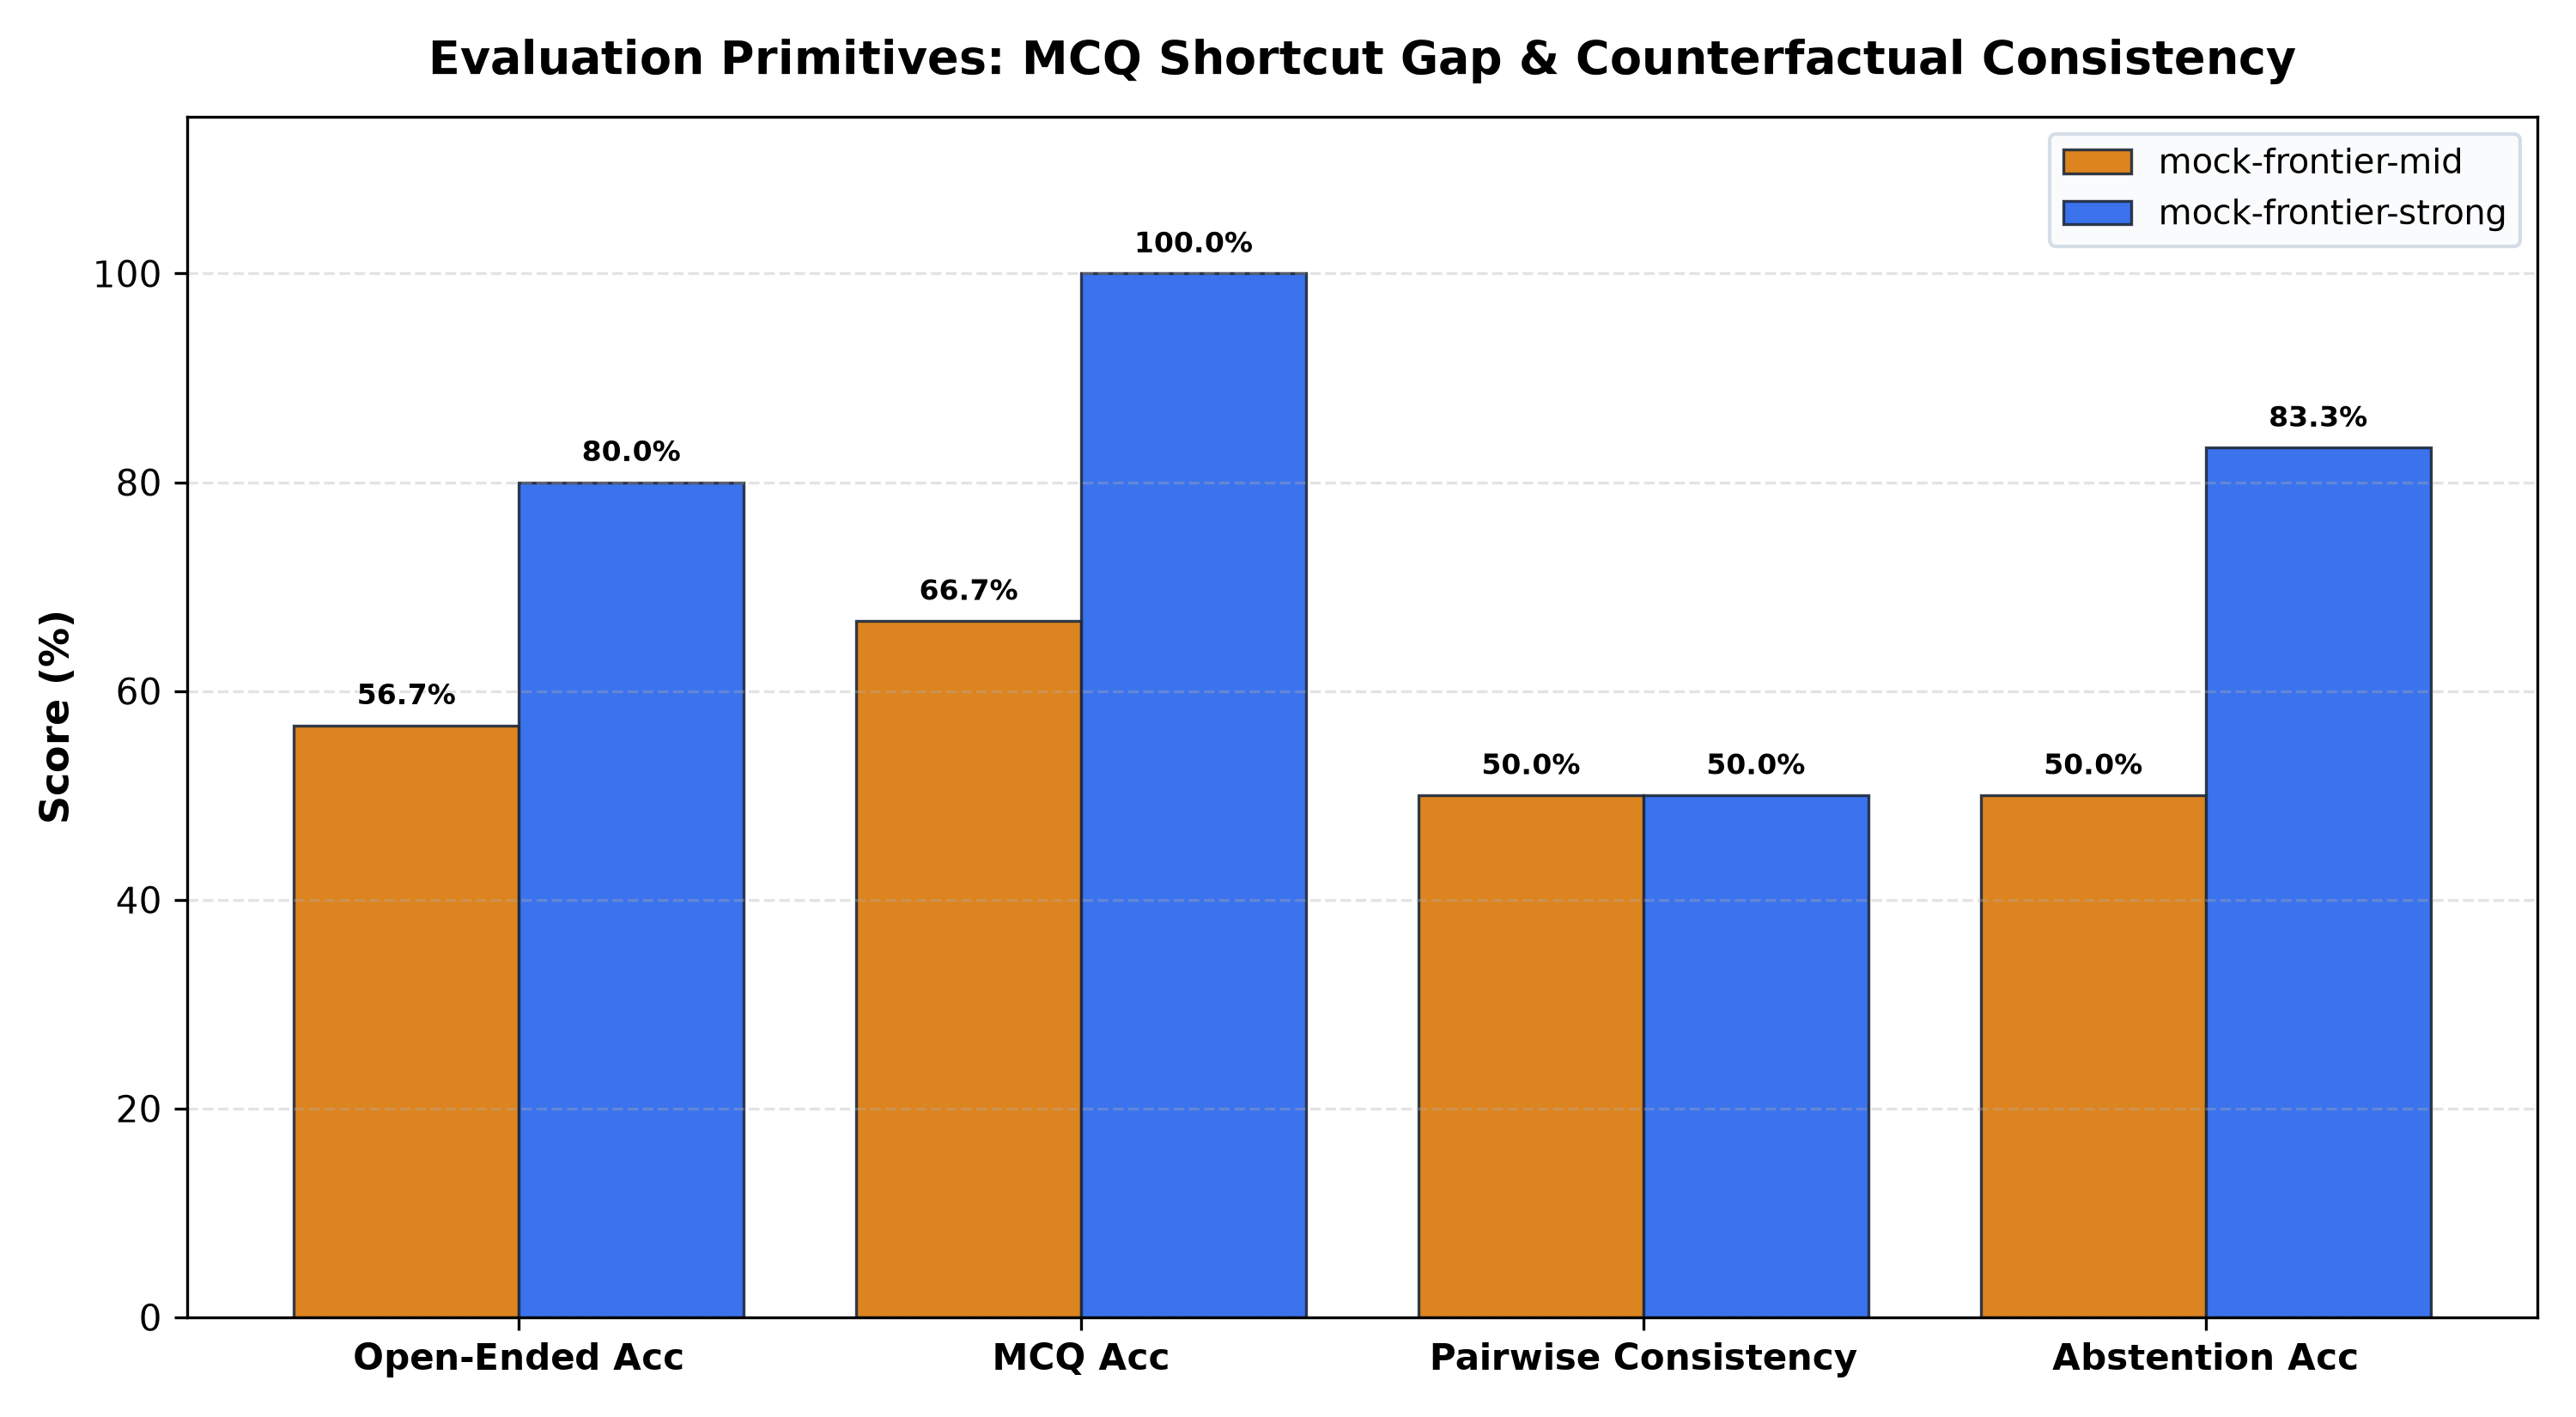 Evaluation Primitives: MCQ Shortcut Gap & Counterfactual Consistency
mock-frontier-mid
mock-frontier-strong
Score (%)
100
80
60
40
20
0
56.7%
80.0%
66.7%
100.0%
50.0%
50.0%
50.0%
83.3%
Open-Ended Acc
MCQ Acc
Pairwise Consistency
Abstention Acc